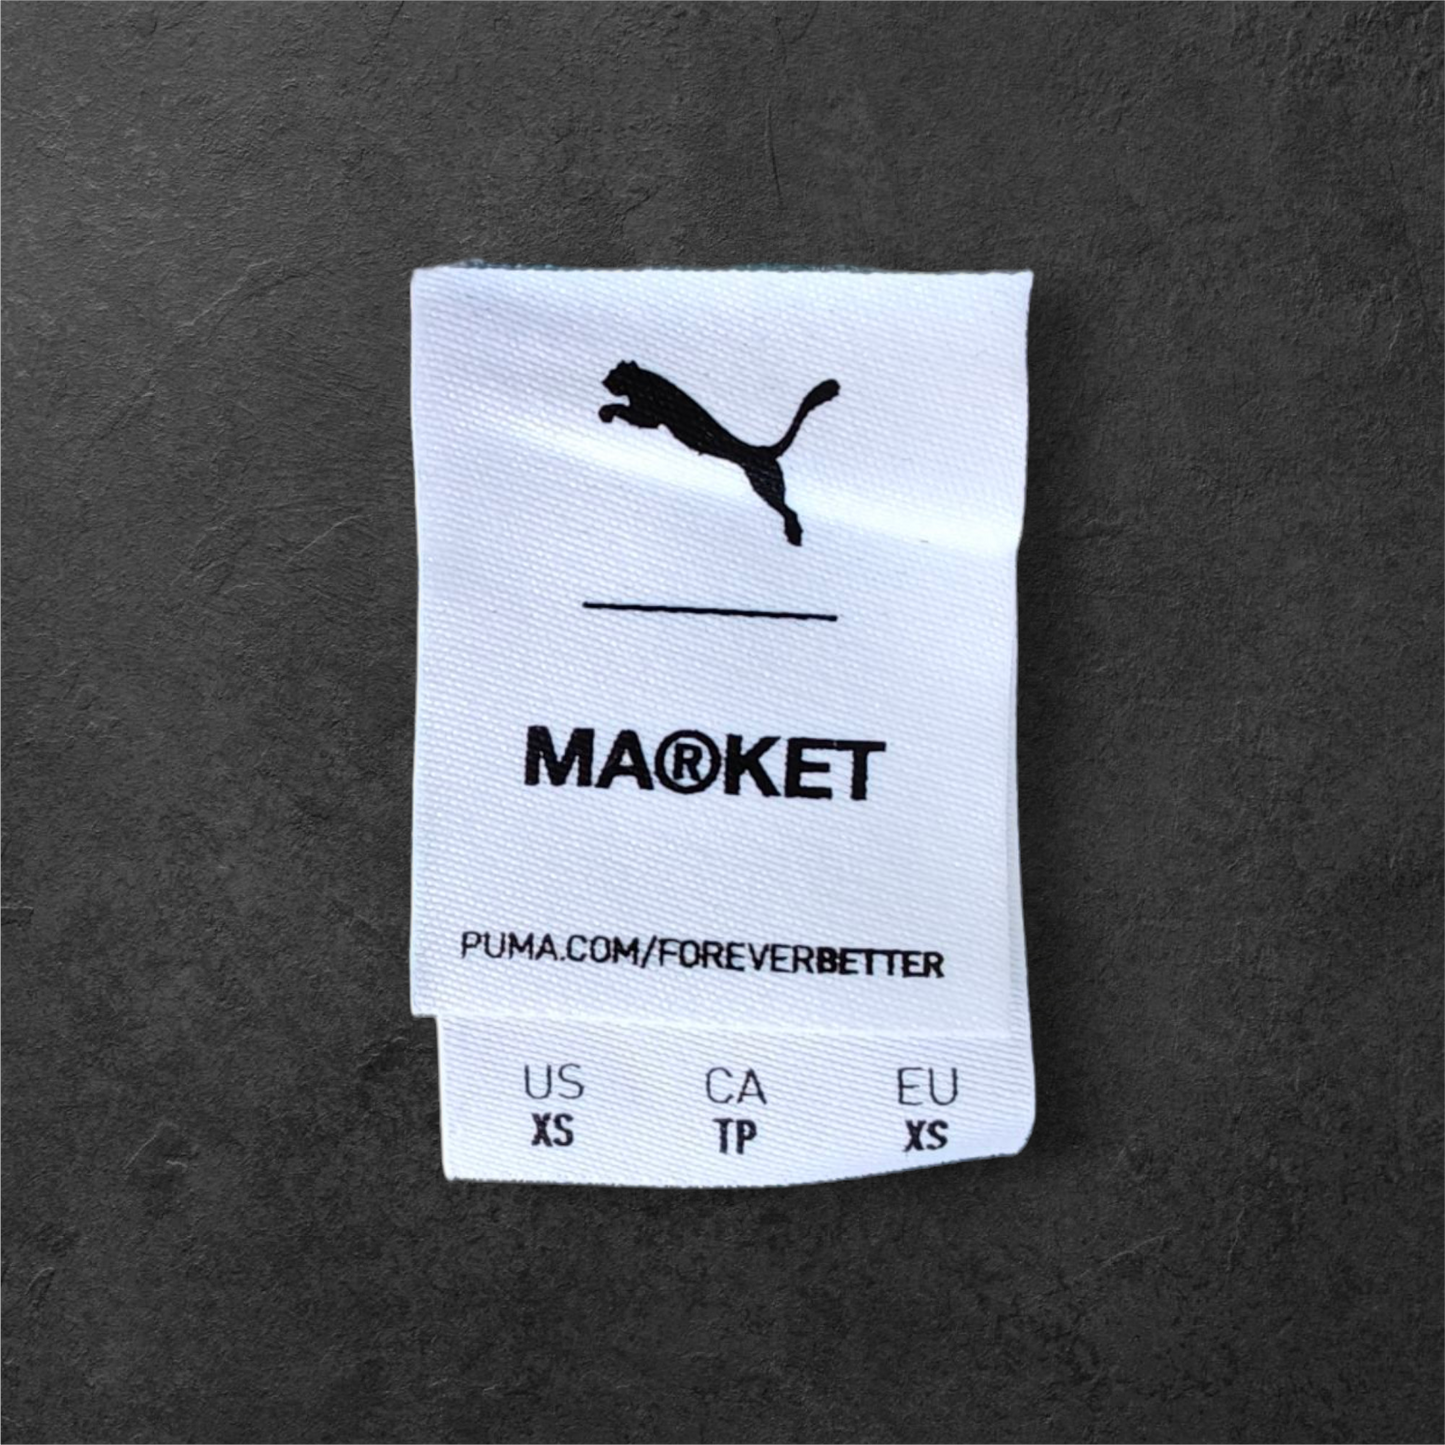 MA®KET
PUMA.COM/FOREVERBETTER
US CA EU
XS TP XS